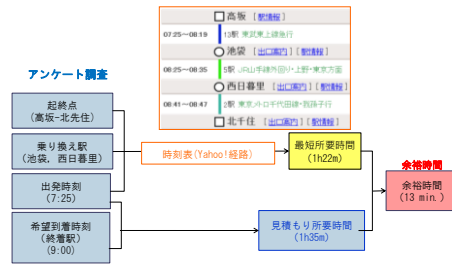 高坂 [駅情報]
07:25～08:19 13駅 東武東上線急行
池袋 [出口案内] [駅情報]
08:25～08:35 5駅 JR山手線外回り・上野・東京方面
西日暮里 [出口案内] [駅情報]
08:41～08:47 2駅 東京メトロ千代田線・我孫子行
北千住 [出口案内] [駅情報]
アンケート調査
起終点
(高坂-北先住)
乗り換え駅
(池袋, 西日暮里)
出発時刻
(7:25)
希望到着時刻
(終着駅)
(9:00)
時刻表(Yahoo!経路)
最短所要時間
(1h22m)
見積もり所要時間
(1h35m)
余裕時間
余裕時間
(13 min.)